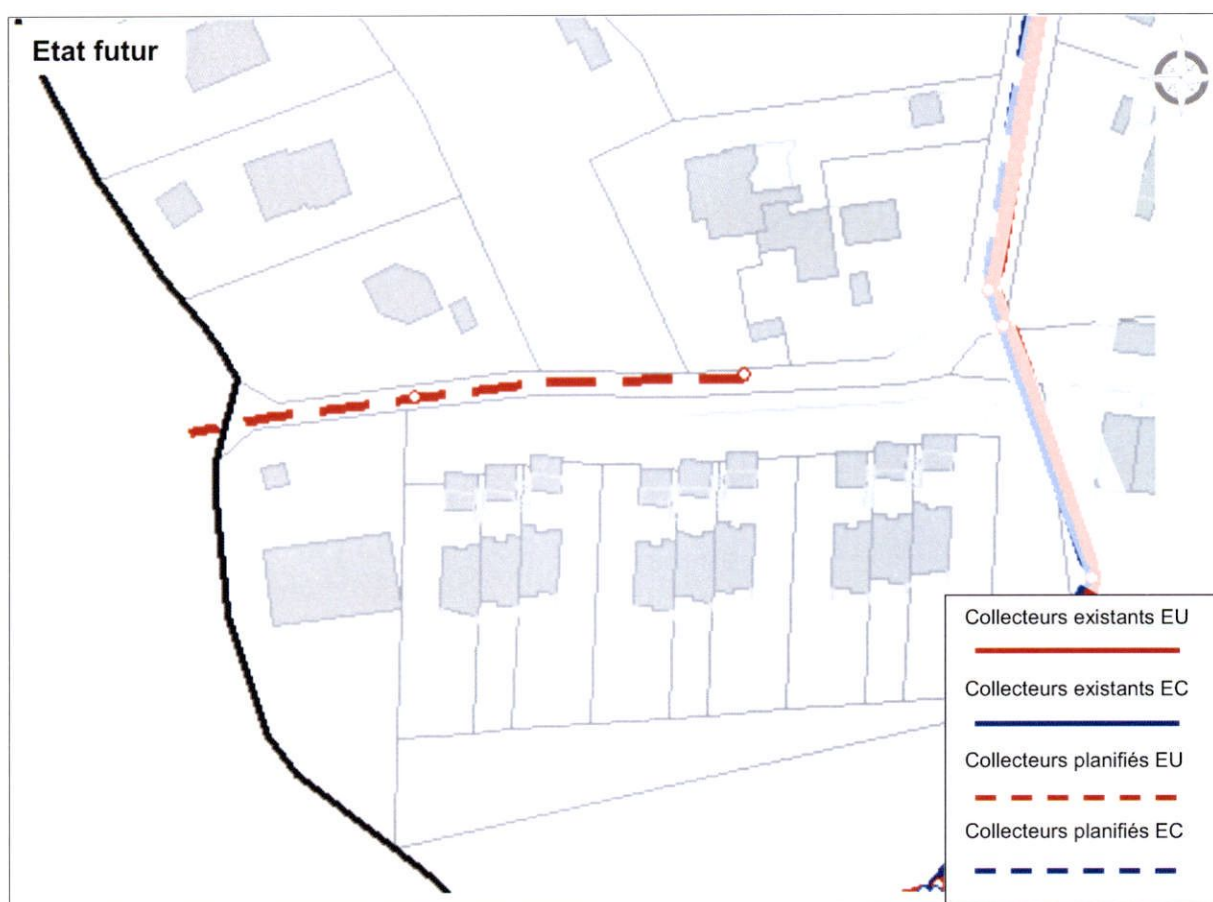 Etat futur
Collecteurs existants EU
Collecteurs existants EC
Collecteurs planifiés EU
Collecteurs planifiés EC